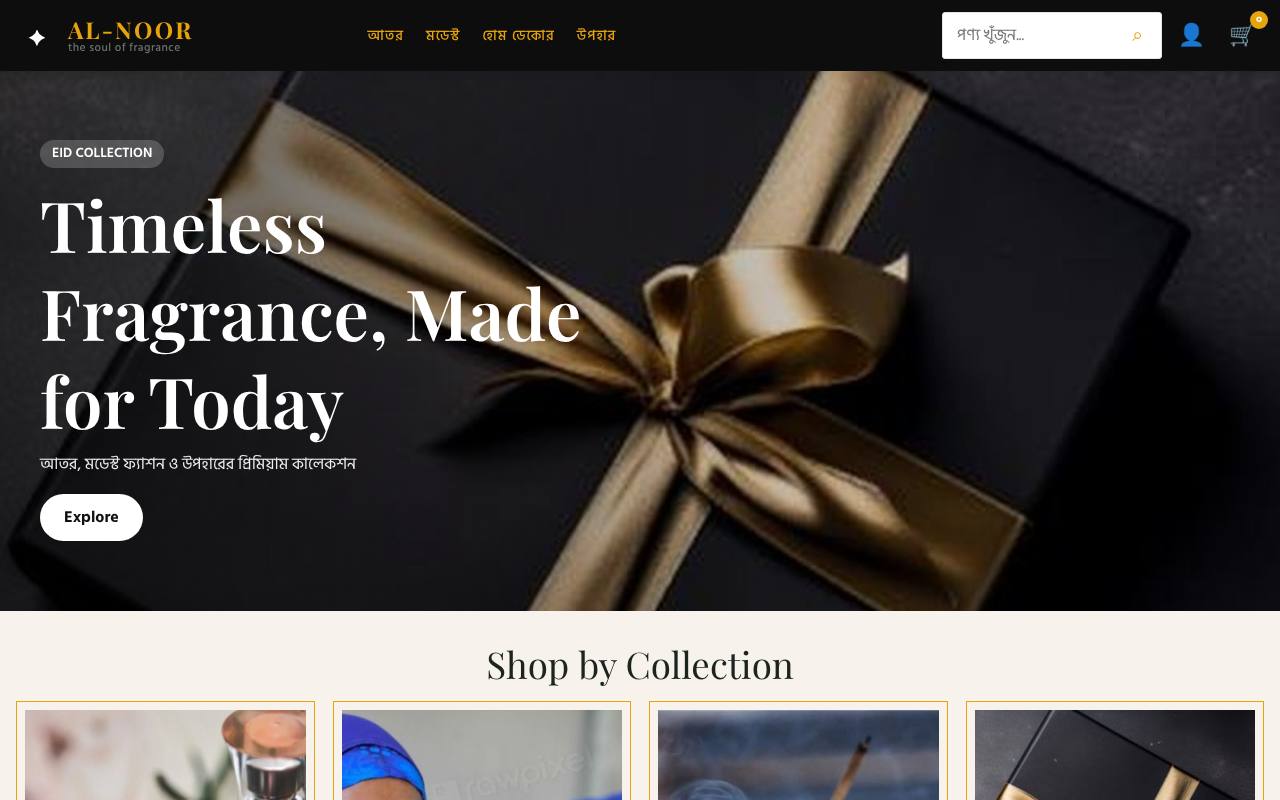 AL-NOOR
the soul of fragrance
আতর মডেস্ট হোম ডেকোর উপহার
পণ্য খুঁজুন...
0
EID COLLECTION
Timeless
Fragrance, Made
for Today
আতর, মডেস্ট ফ্যাশন ও উপহারের প্রিমিয়াম কালেকশন
Explore
Shop by Collection
rawpixel